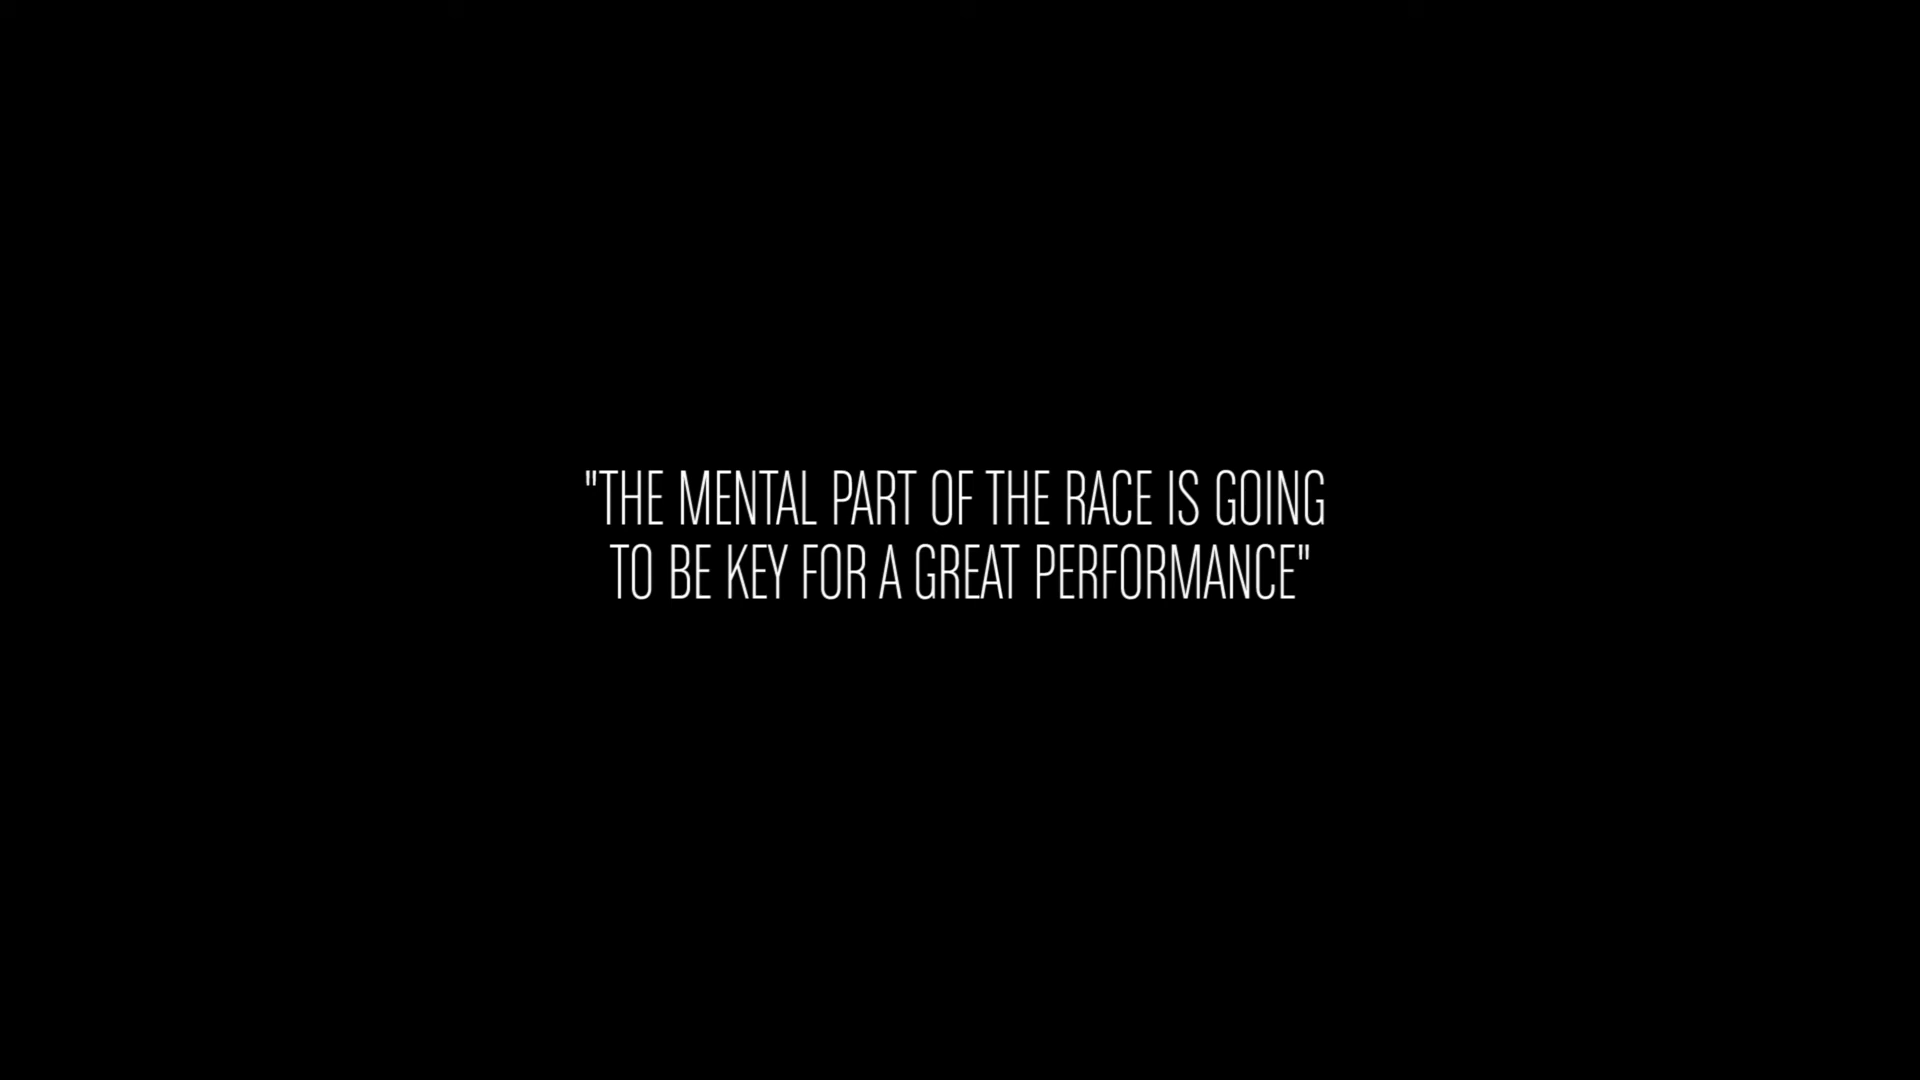 "THE MENTAL PART OF THE RACE IS GOING
TO BE KEY FOR A GREAT PERFORMANCE"